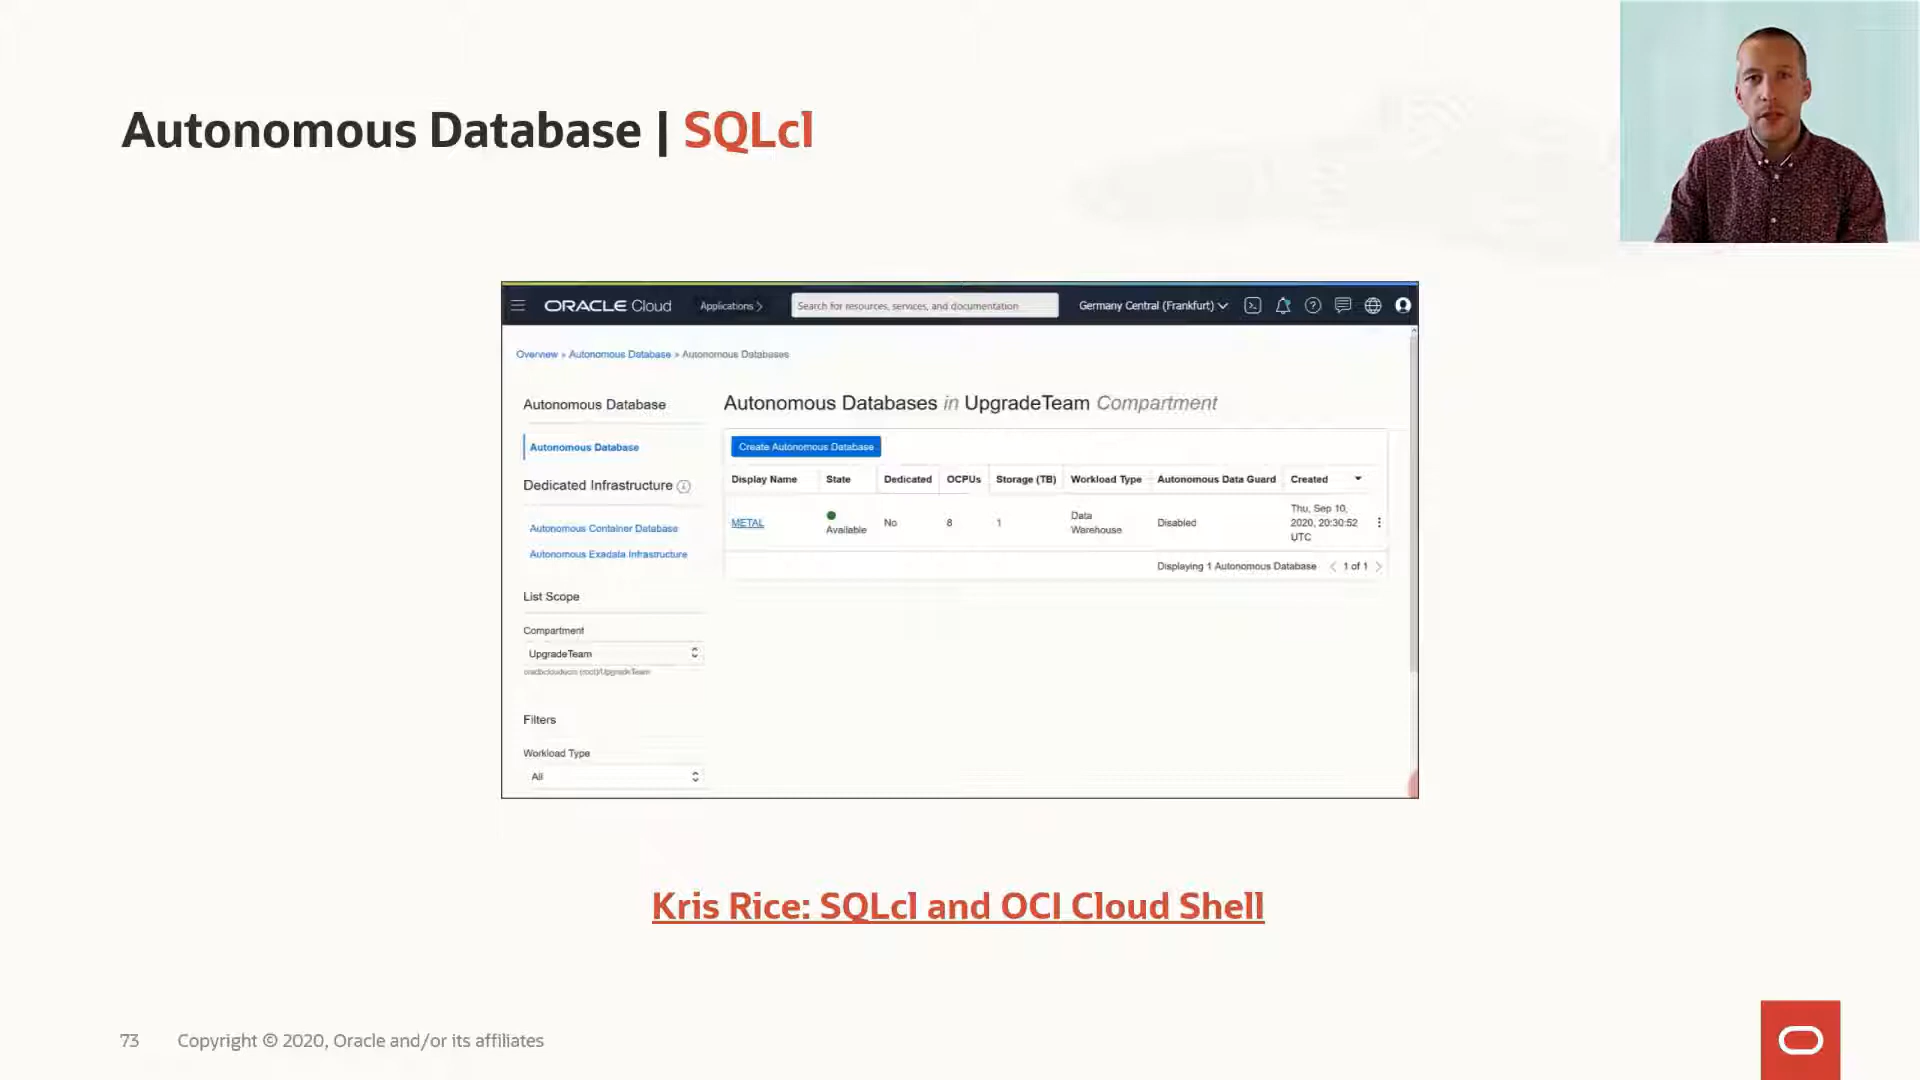 Autonomous Database | SQLcl
ORACLE Cloud
Applications
Search for resources, services, and documentation
Germany Central (Frankfurt)
Overview » Autonomous Database » Autonomous Databases
Autonomous Database
Autonomous Database
Dedicated Infrastructure
Autonomous Container Database
Autonomous Exadata Infrastructure
List Scope
Compartment
UpgradeTeam
(root)/UpgradeTeam
Filters
Workload Type
All
Autonomous Databases in UpgradeTeam Compartment
Create Autonomous Database
Display Name State Dedicated OCPUs Storage (TB) Workload Type Autonomous Data Guard Created
METAL Available No 8 1 Data Warehouse Disabled Thu, Sep 10, 2020, 20:30:52 UTC
Displaying 1 Autonomous Database < 1 of 1 >
Kris Rice: SQLcl and OCI Cloud Shell
73 Copyright © 2020, Oracle and/or its affiliates